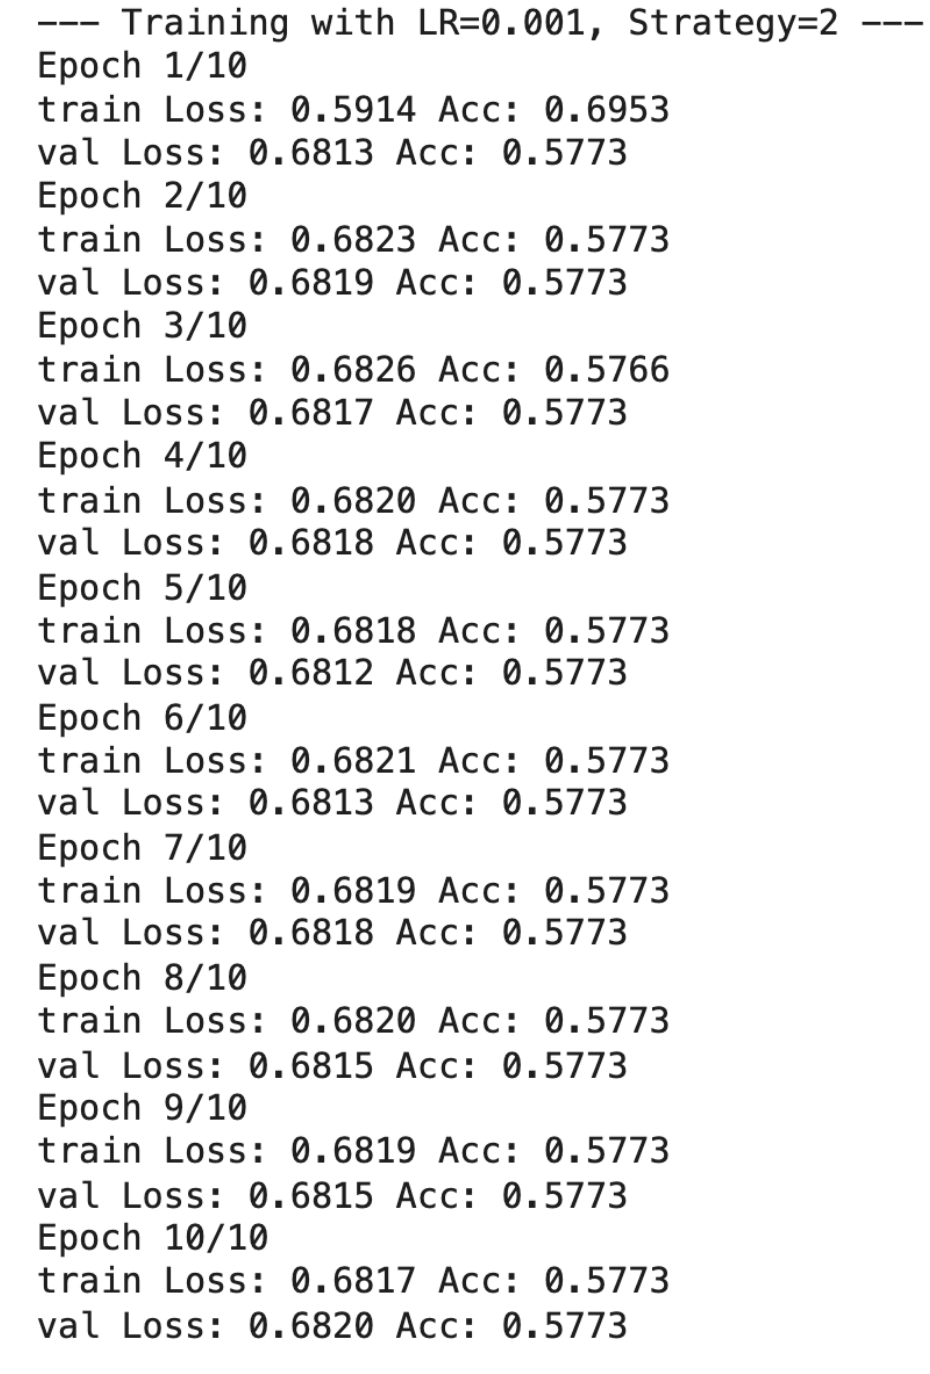 --- Training with LR=0.001, Strategy=2 ---
Epoch 1/10
train Loss: 0.5914 Acc: 0.6953
val Loss: 0.6813 Acc: 0.5773
Epoch 2/10
train Loss: 0.6823 Acc: 0.5773
val Loss: 0.6819 Acc: 0.5773
Epoch 3/10
train Loss: 0.6826 Acc: 0.5766
val Loss: 0.6817 Acc: 0.5773
Epoch 4/10
train Loss: 0.6820 Acc: 0.5773
val Loss: 0.6818 Acc: 0.5773
Epoch 5/10
train Loss: 0.6818 Acc: 0.5773
val Loss: 0.6812 Acc: 0.5773
Epoch 6/10
train Loss: 0.6821 Acc: 0.5773
val Loss: 0.6813 Acc: 0.5773
Epoch 7/10
train Loss: 0.6819 Acc: 0.5773
val Loss: 0.6818 Acc: 0.5773
Epoch 8/10
train Loss: 0.6820 Acc: 0.5773
val Loss: 0.6815 Acc: 0.5773
Epoch 9/10
train Loss: 0.6819 Acc: 0.5773
val Loss: 0.6815 Acc: 0.5773
Epoch 10/10
train Loss: 0.6817 Acc: 0.5773
val Loss: 0.6820 Acc: 0.5773